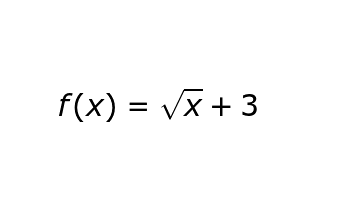 f(x) = √x + 3